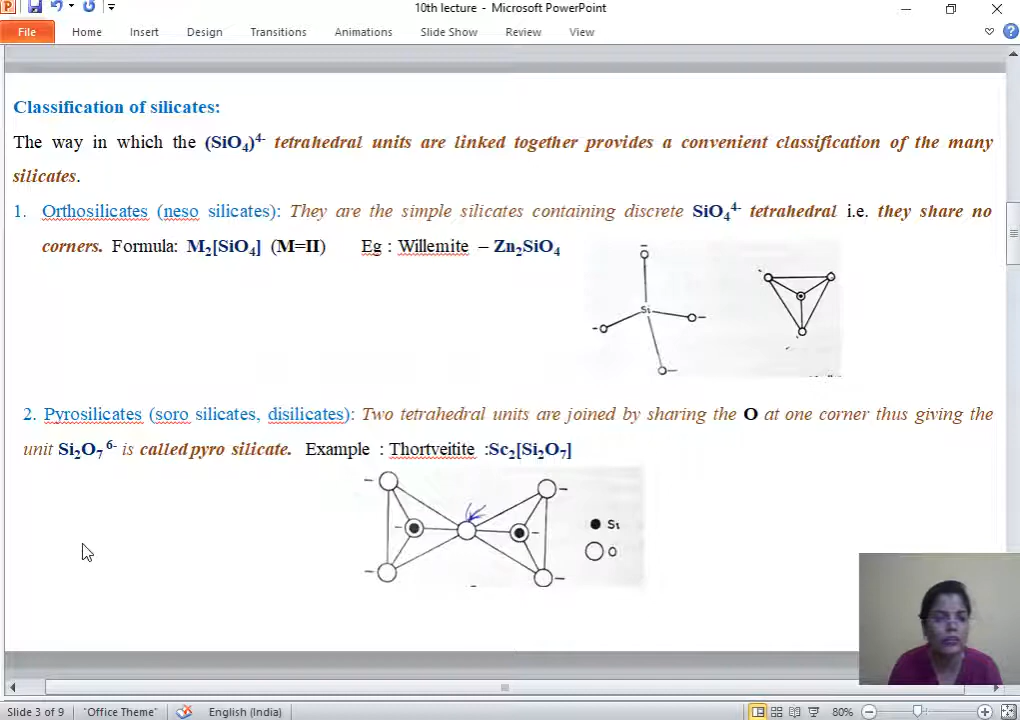 10th lecture - Microsoft PowerPoint
File Home Insert Design Transitions Animations Slide Show Review View
Classification of silicates:
The way in which the (SiO₄)⁴⁻ tetrahedral units are linked together provides a convenient classification of the many
silicates.
1. Orthosilicates (neso silicates): They are the simple silicates containing discrete SiO₄⁴⁻ tetrahedral i.e. they share no
corners. Formula: M₂[SiO₄] (M=II) Eg : Willemite – Zn₂SiO₄
Si
O- -O O- O-
2. Pyrosilicates (soro silicates, disilicates): Two tetrahedral units are joined by sharing the O at one corner thus giving the
unit Si₂O₇ ⁶⁻ is called pyro silicate. Example : Thortveitite :Sc₂[Si₂O₇]
Si
O
Slide 3 of 9 "Office Theme" English (India) 80%